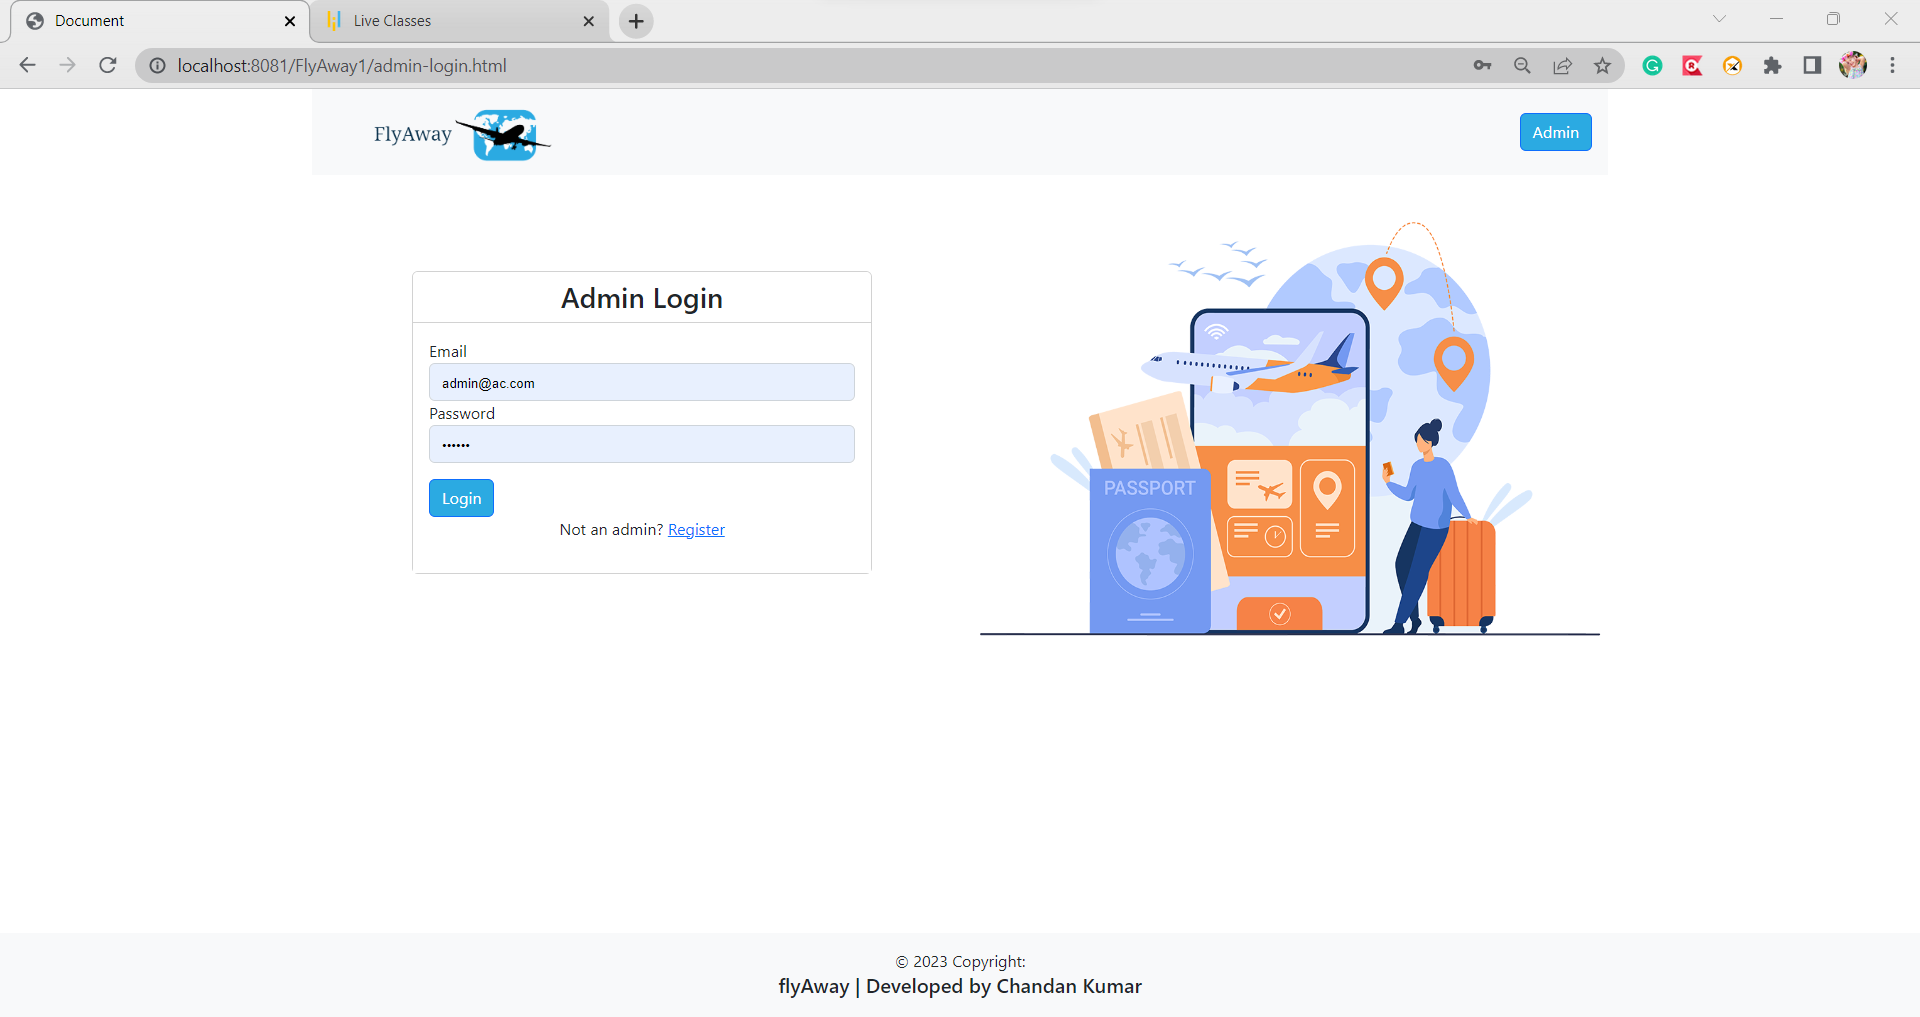 Document
Live Classes
localhost:8081/FlyAway1/admin-login.html
FlyAway
Admin
Admin Login
Email
admin@ac.com
Password
••••••
Login
Not an admin? Register
PASSPORT
© 2023 Copyright:
flyAway | Developed by Chandan Kumar